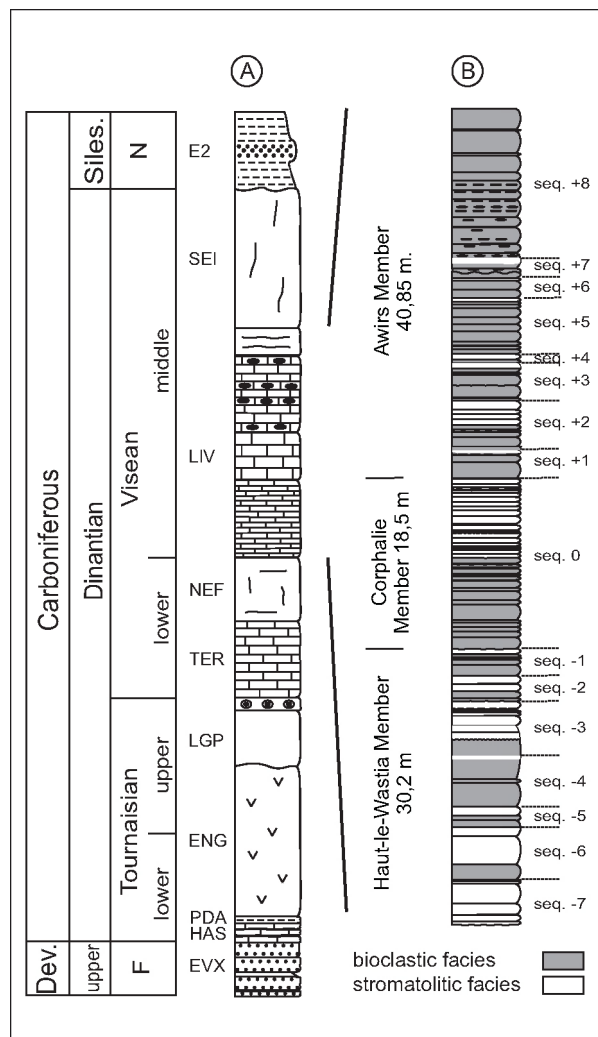 A
B
Carboniferous
Dev.
Siles.
Dinantian
upper
N
Visean
middle
lower
Tournaisian
upper
lower
F
E2
SEI
LIV
NEF
TER
LGP
ENG
PDA
HAS
EVX
Awirs Member
40,85 m.
Corphalie
Member 18,5 m
Haut-le-Wastia Member
30,2 m
seq. +8
seq. +7
seq. +6
seq. +5
seq. +4
seq. +3
seq. +2
seq. +1
seq. 0
seq. -1
seq. -2
seq. -3
seq. -4
seq. -5
seq. -6
seq. -7
bioclastic facies
stromatolitic facies